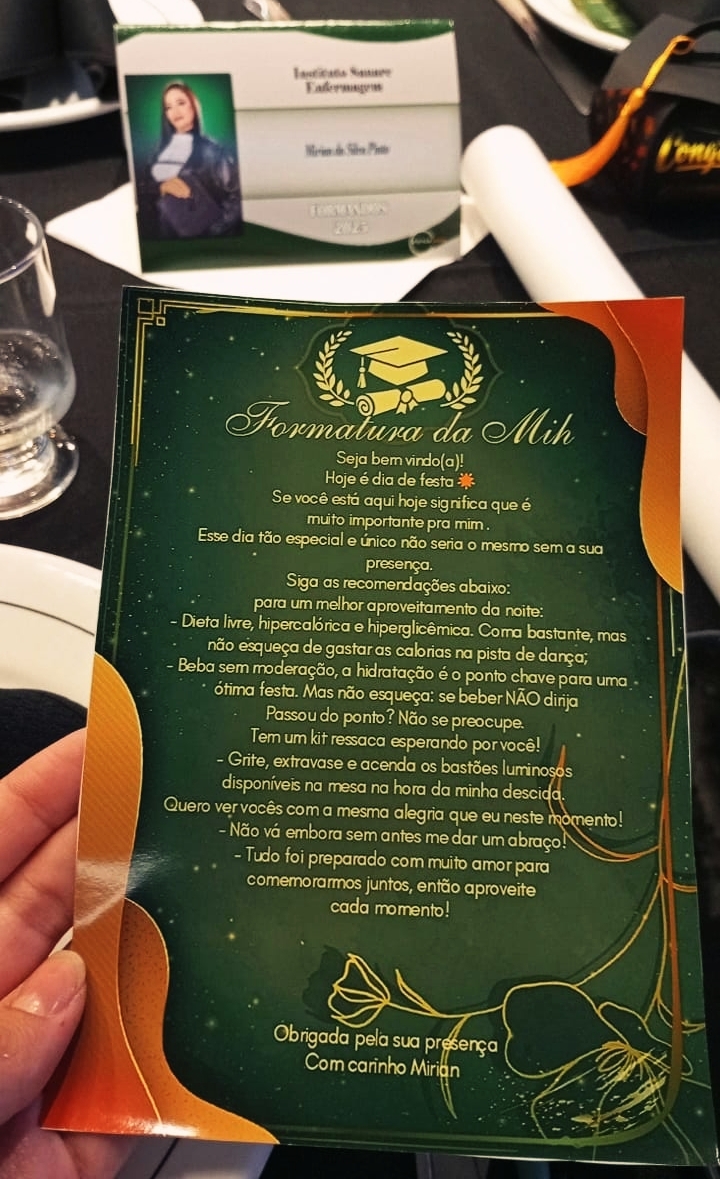 Instituto Sanare
Enfermagem
Mirian da Silva Pinto
FORMANDOS
2025
Formatura da Mih
Seja bem vindo(a)!
Hoje é dia de festa
Se você está aqui hoje significa que é
muito importante pra mim.
Esse dia tão especial e único não seria o mesmo sem a sua
presença.
Siga as recomendações abaixo:
para um melhor aproveitamento da noite:
- Dieta livre, hipercalórica e hiperglicêmica. Coma bastante, mas
não esqueça de gastar as calorias na pista de dança;
- Beba sem moderação, a hidratação é o ponto chave para uma
ótima festa. Mas não esqueça: se beber NÃO dirija
Passou do ponto? Não se preocupe.
Tem um kit ressaca esperando por você!
- Grite, extravase e acenda os bastões luminosos
disponíveis na mesa na hora da minha descida.
Quero ver vocês com a mesma alegria que eu neste momento!
- Não vá embora sem antes me dar um abraço!
- Tudo foi preparado com muito amor para
comemorarmos juntos, então aproveite
cada momento!
Obrigada pela sua presença
Com carinho Mirian